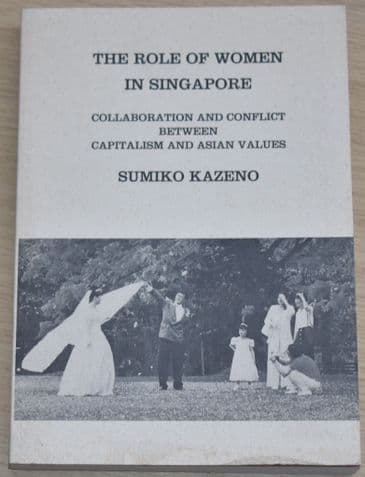 THE ROLE OF WOMEN
IN SINGAPORE
COLLABORATION AND CONFLICT
BETWEEN
CAPITALISM AND ASIAN VALUES
SUMIKO KAZENO